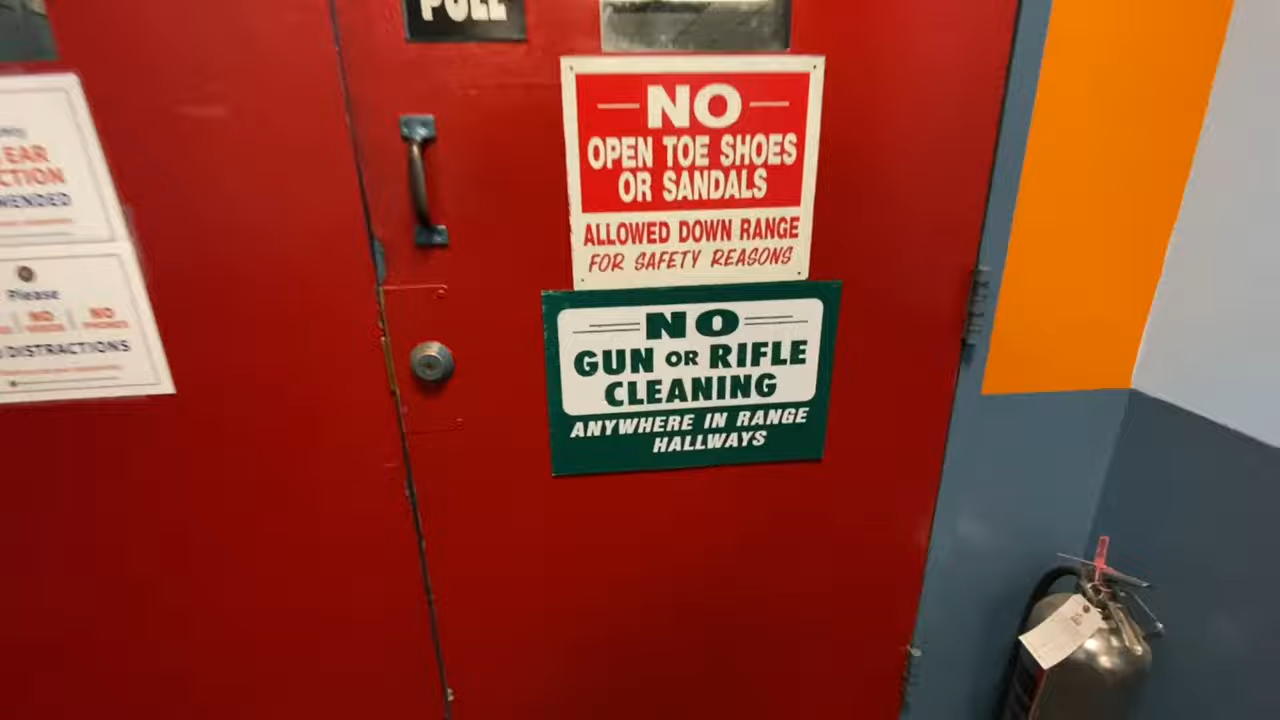 PULL
NO
OPEN TOE SHOES
OR SANDALS
ALLOWED DOWN RANGE
FOR SAFETY REASONS
NO
GUN OR RIFLE
CLEANING
ANYWHERE IN RANGE
HALLWAYS
EAR
CTION
MENDED
Please
NO
NO
PHONES
DISTRACTIONS